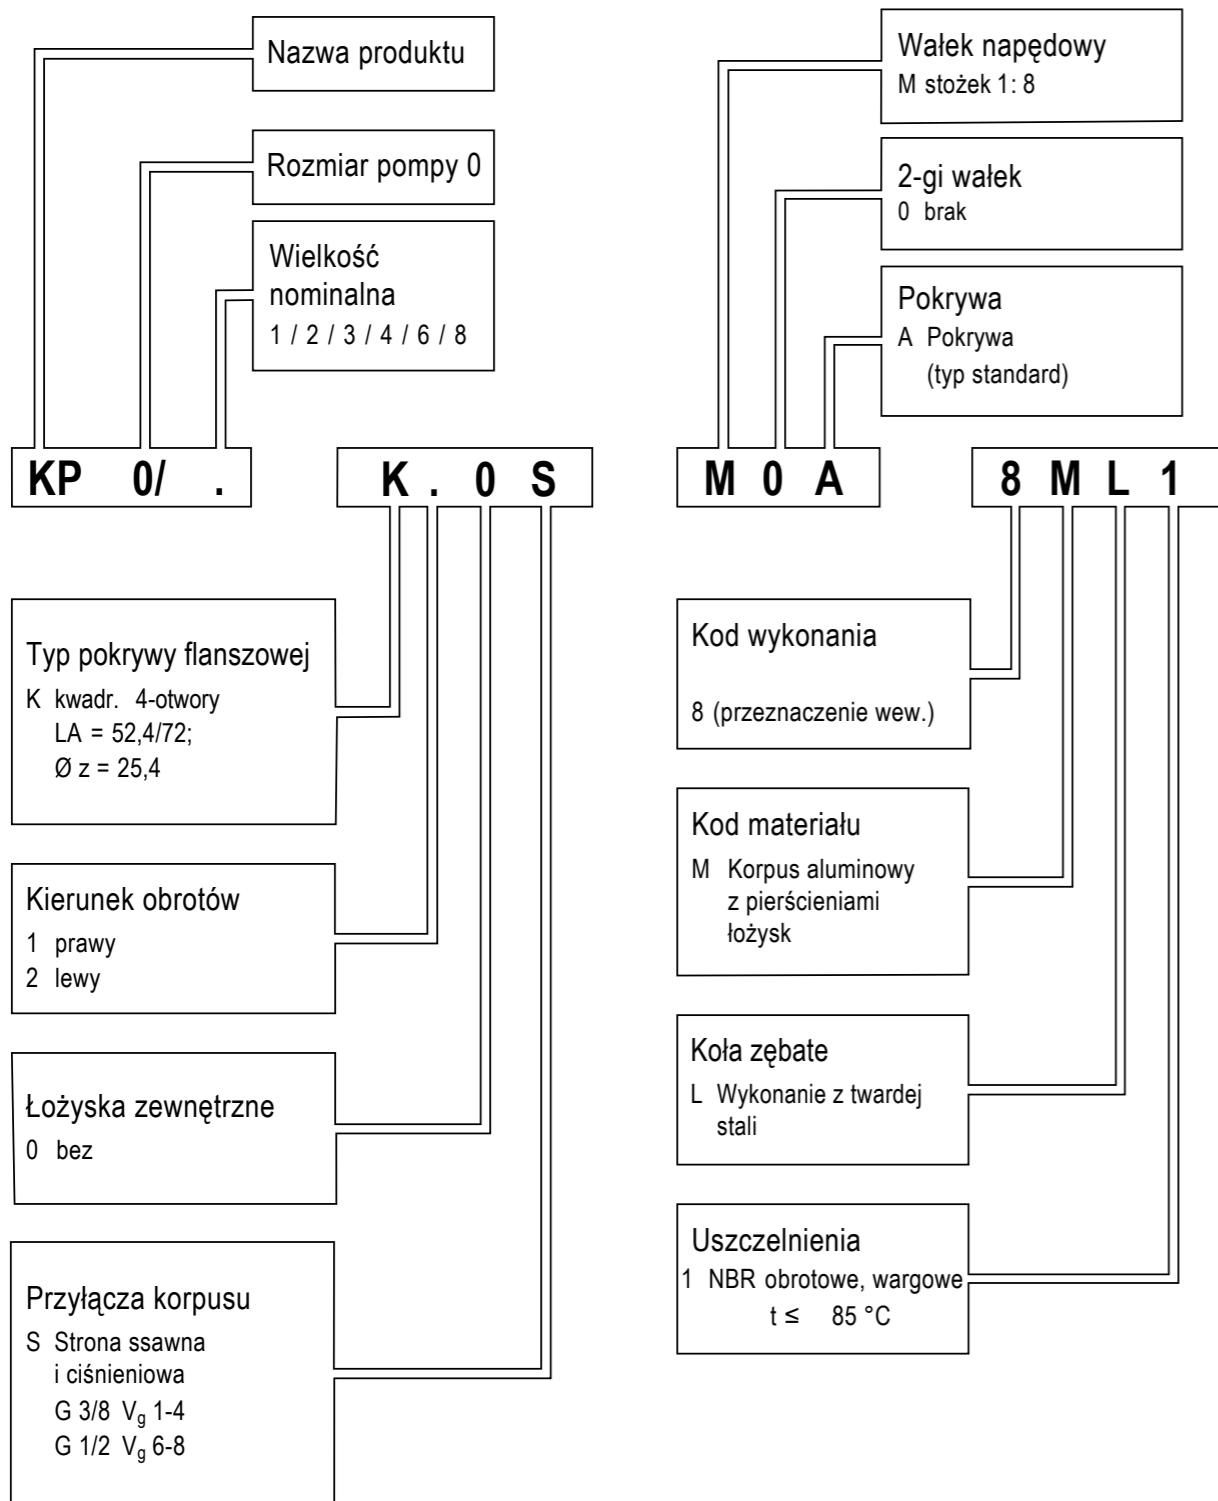 Nazwa produktu
Rozmiar pompy 0
Wielkość
nominalna
1 / 2 / 3 / 4 / 6 / 8
KP 0/ .
K . 0 S
Typ pokrywy flanszowej
K kwadr. 4-otwory
LA = 52,4/72;
Ø z = 25,4
Kierunek obrotów
1 prawy
2 lewy
Łożyska zewnętrzne
0 bez
Przyłącza korpusu
S Strona ssawna
i ciśnieniowa
G 3/8 Vg 1-4
G 1/2 Vg 6-8
Wałek napędowy
M stożek 1: 8
2-gi wałek
0 brak
Pokrywa
A Pokrywa
(typ standard)
M 0 A
8 M L 1
Kod wykonania
8 (przeznaczenie wew.)
Kod materiału
M Korpus aluminowy
z pierścieniami
łożysk
Koła zębate
L Wykonanie z twardej
stali
Uszczelnienia
1 NBR obrotowe, wargowe
t ≤ 85 °C